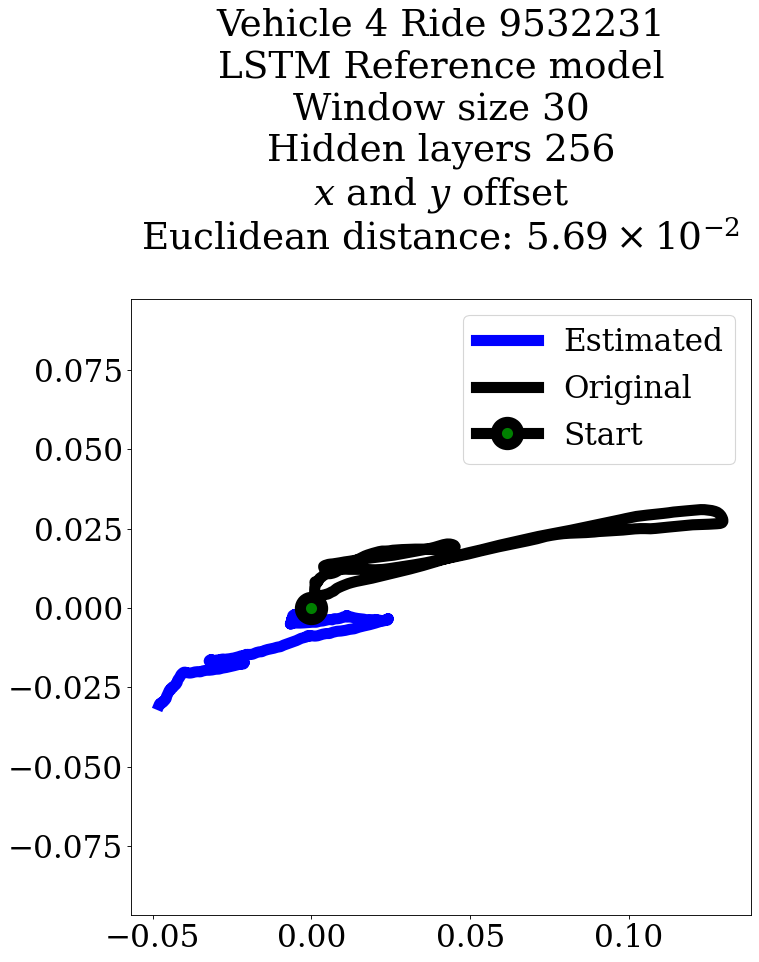 Vehicle 4 Ride 9532231
LSTM Reference model
Window size 30
Hidden layers 256
x and y offset
Euclidean distance: 5.69 × 10⁻²
Estimated
Original
Start
0.075
0.050
0.025
0.000
−0.025
−0.050
−0.075
−0.05 0.00 0.05 0.10